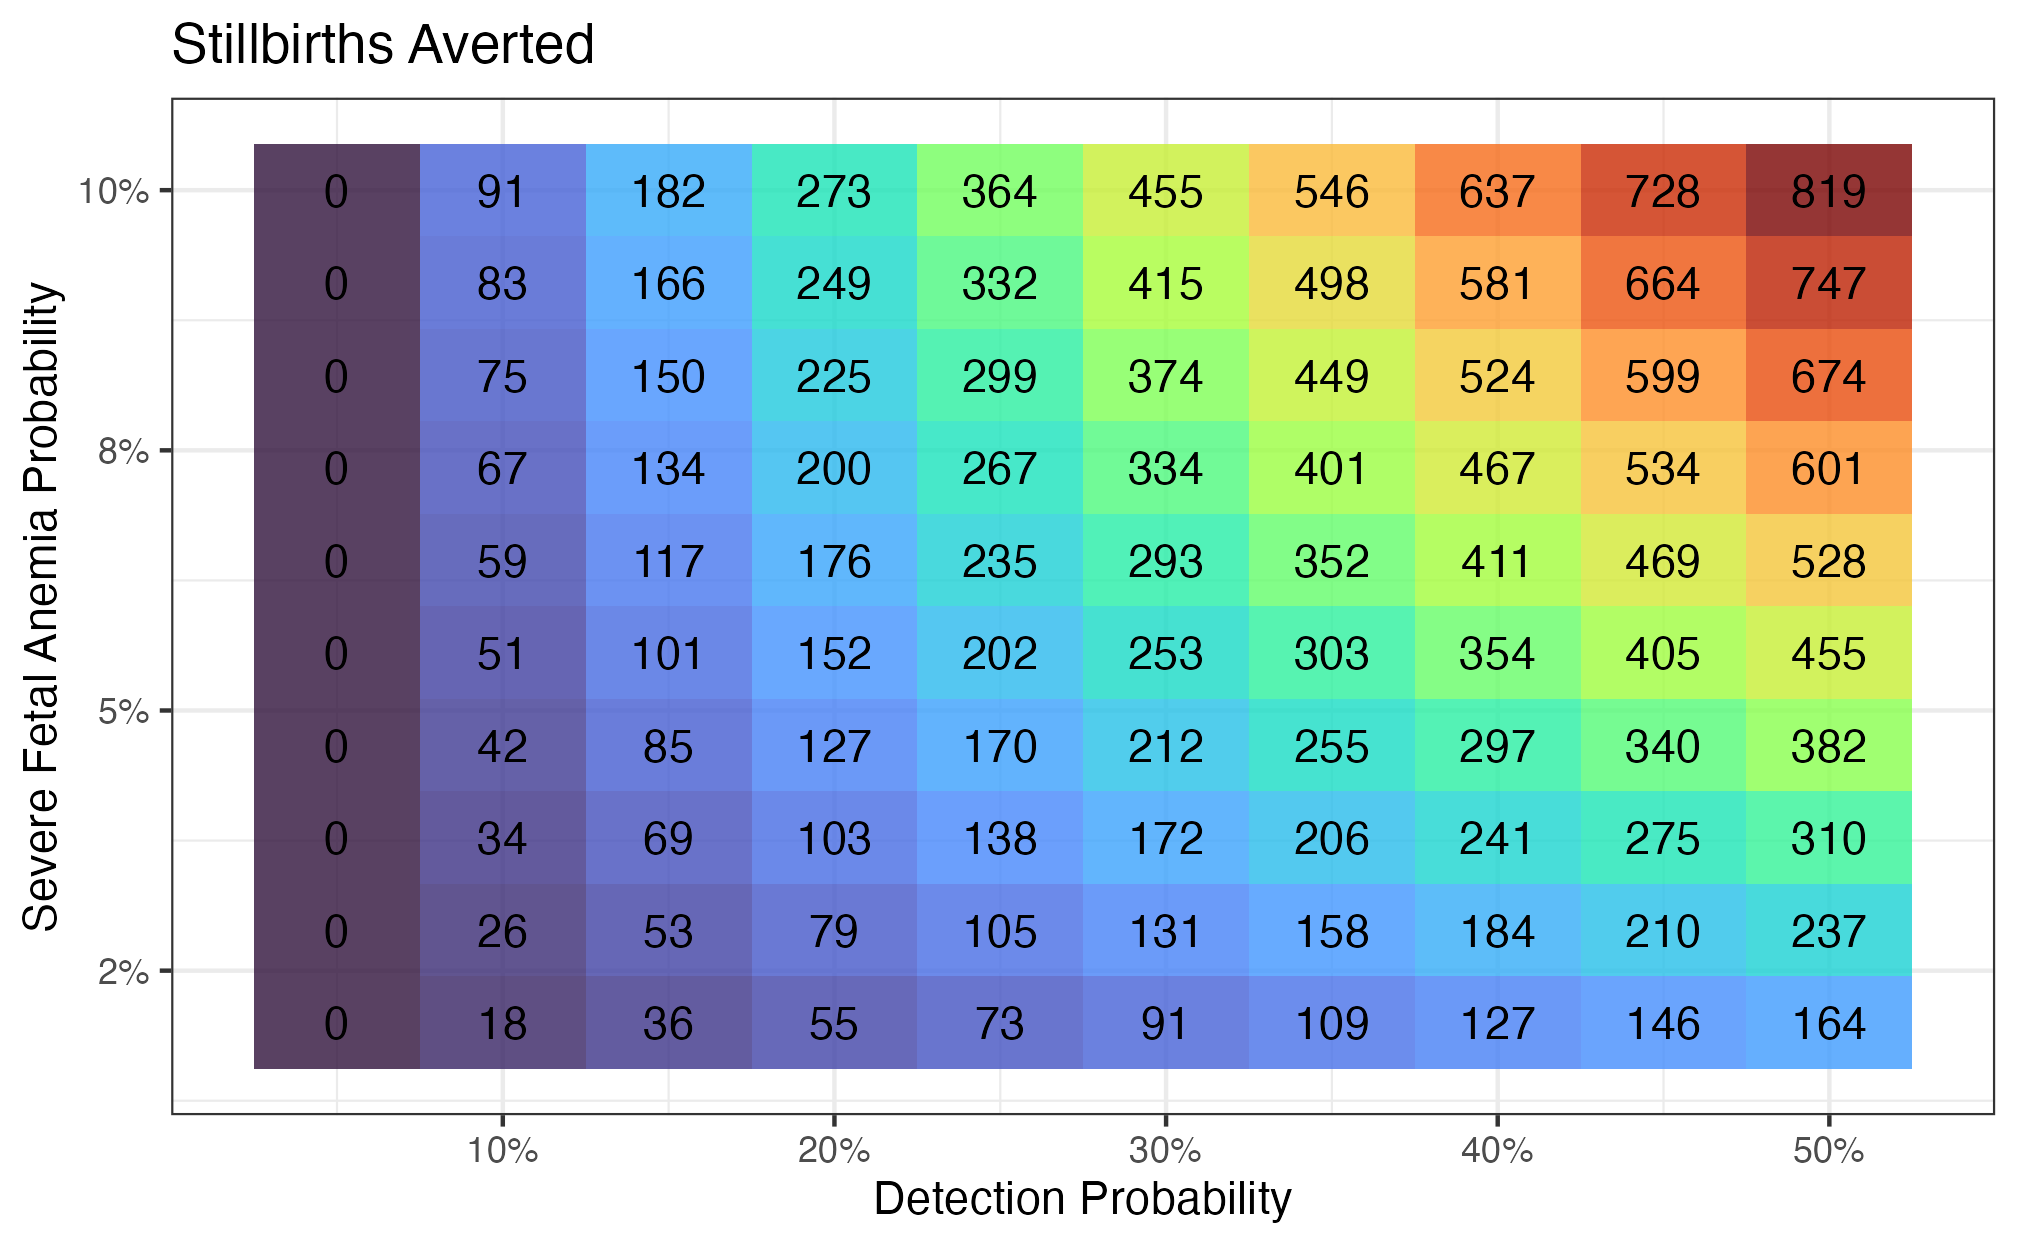 Stillbirths Averted
Severe Fetal Anemia Probability
10%
0 91 182 273 364 455 546 637 728 819
0 83 166 249 332 415 498 581 664 747
0 75 150 225 299 374 449 524 599 674
8%
0 67 134 200 267 334 401 467 534 601
0 59 117 176 235 293 352 411 469 528
0 51 101 152 202 253 303 354 405 455
5%
0 42 85 127 170 212 255 297 340 382
0 34 69 103 138 172 206 241 275 310
0 26 53 79 105 131 158 184 210 237
2%
0 18 36 55 73 91 109 127 146 164
10% 20% 30% 40% 50%
Detection Probability